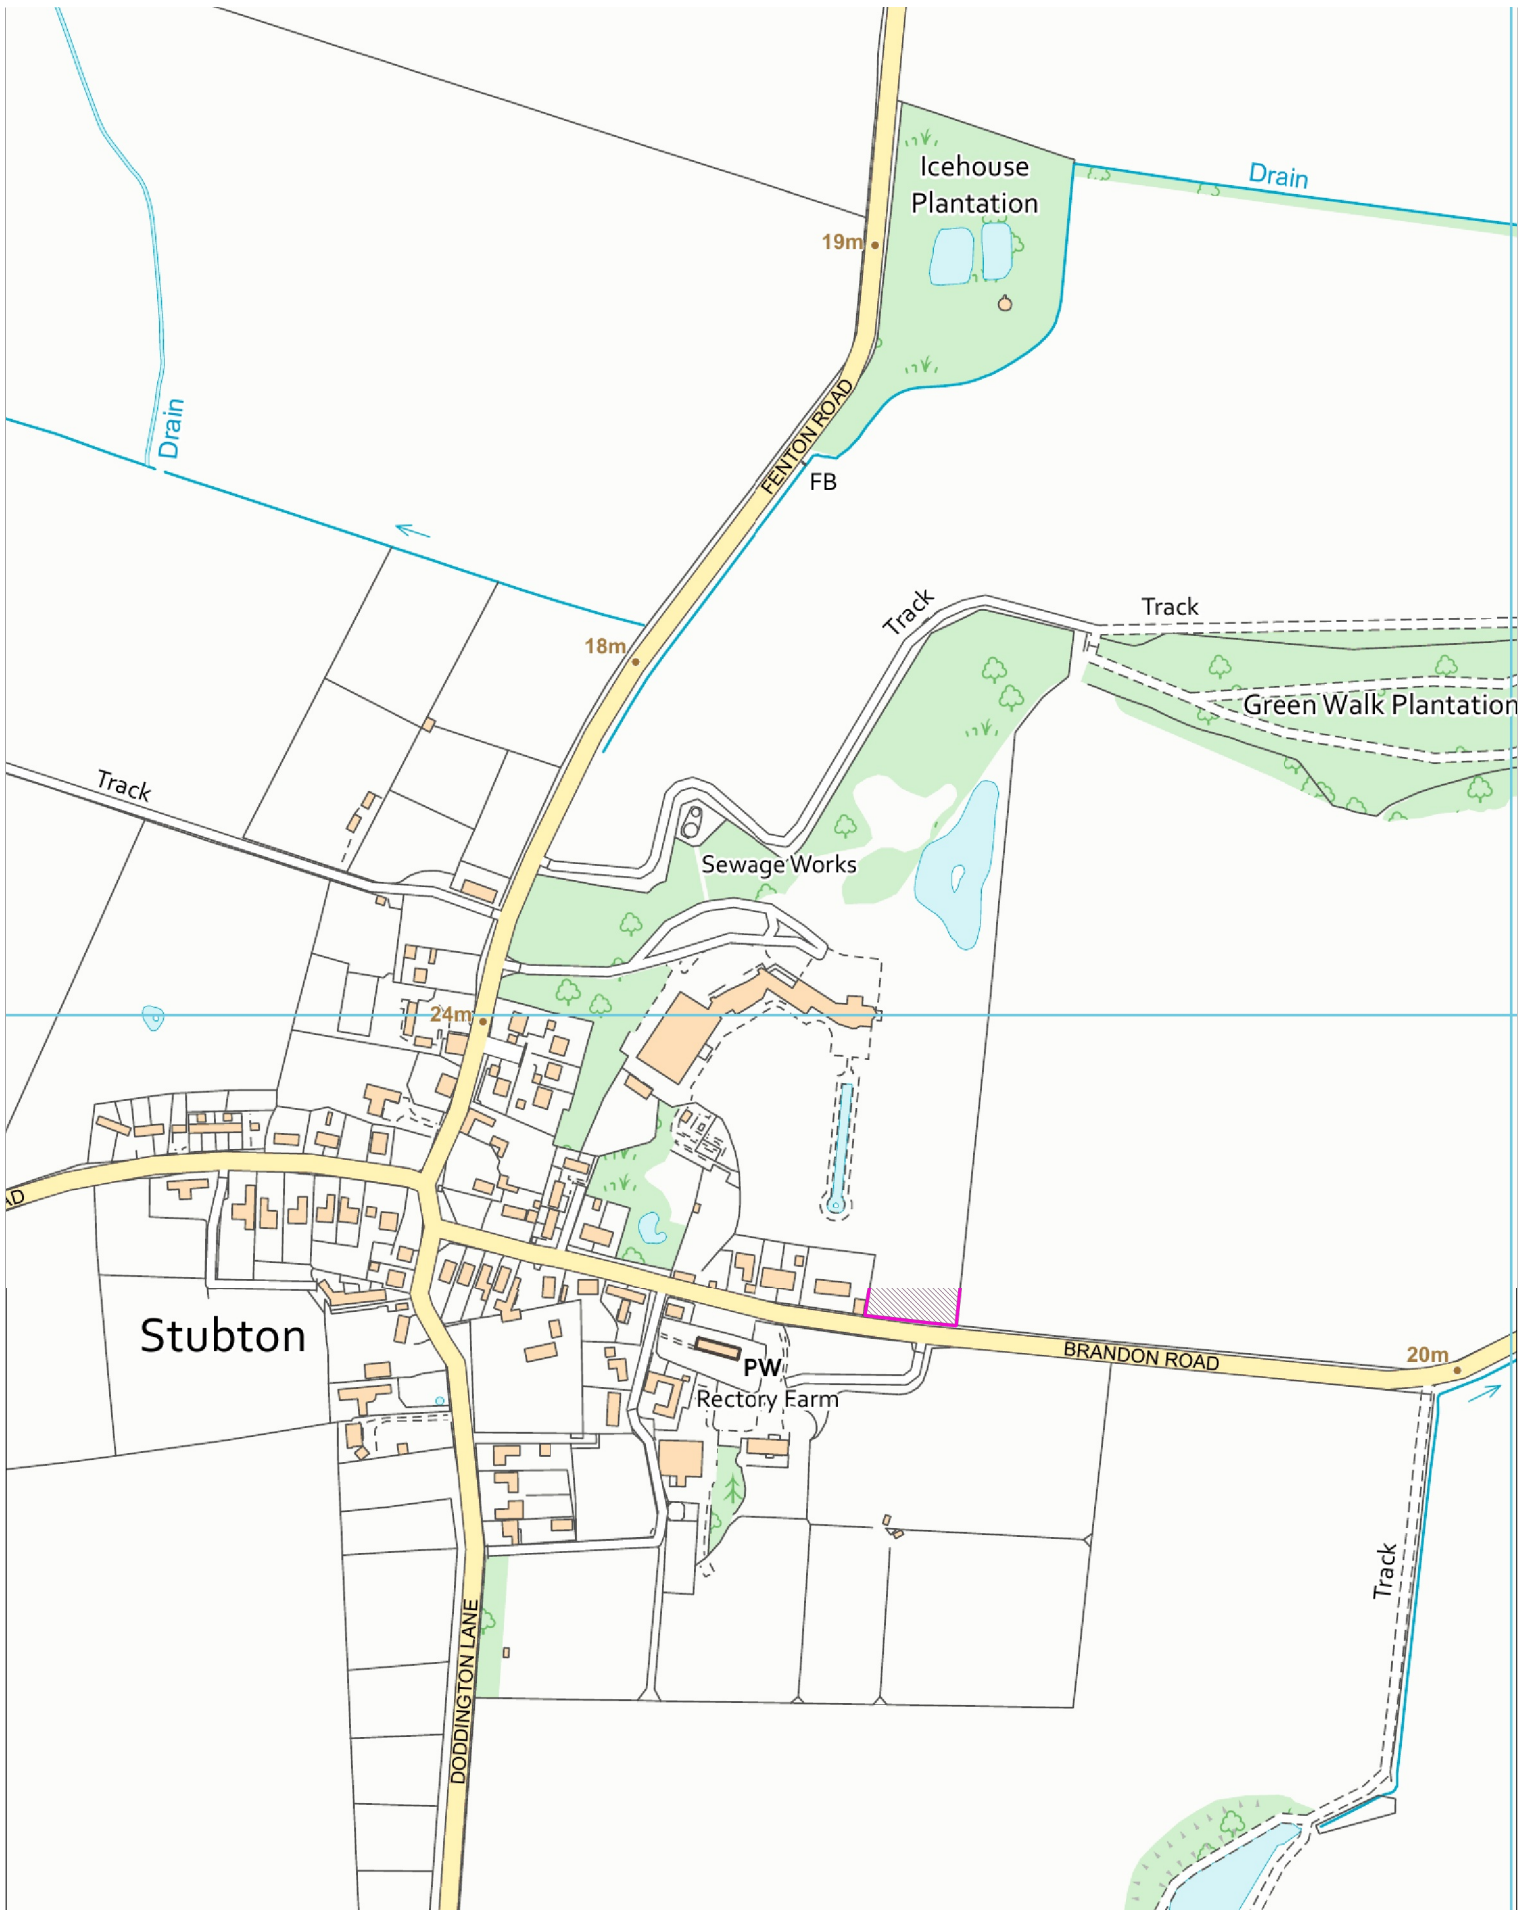 Icehouse
Plantation
Drain
19m
Drain
FENTON ROAD
FB
Track
Track
18m
Green Walk Plantation
Track
Sewage Works
24m
AD
Stubton
BRANDON ROAD
20m
PW
Rectory Farm
Track
DODDINGTON LANE